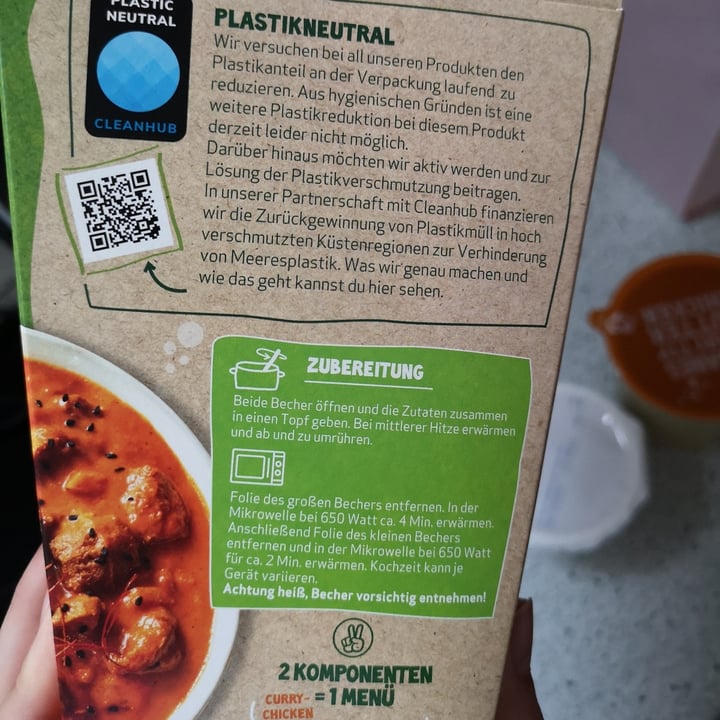 PLASTIC
NEUTRAL
CLEANHUB
PLASTIKNEUTRAL
Wir versuchen bei all unseren Produkten den
Plastikanteil an der Verpackung laufend zu
reduzieren. Aus hygienischen Gründen ist eine
weitere Plastikreduktion bei diesem Produkt
derzeit leider nicht möglich.
Darüber hinaus möchten wir aktiv werden und zur
Lösung der Plastikverschmutzung beitragen.
In unserer Partnerschaft mit Cleanhub finanzieren
wir die Zurückgewinnung von Plastikmüll in hoch
verschmutzten Küstenregionen zur Verhinderung
von Meeresplastik. Was wir genau machen und
wie das geht kannst du hier sehen.
ZUBEREITUNG
Beide Becher öffnen und die Zutaten zusammen
in einen Topf geben. Bei mittlerer Hitze erwärmen
und ab und zu umrühren.
Folie des großen Bechers entfernen. In der
Mikrowelle bei 650 Watt ca. 4 Min. erwärmen.
Anschließend Folie des kleinen Bechers
entfernen und in der Mikrowelle bei 650 Watt
für ca. 2 Min. erwärmen. Kochzeit kann je
Gerät variieren.
Achtung heiß, Becher vorsichtig entnehmen!
2 KOMPONENTEN
= 1 MENÜ
CURRY-
CHICKEN